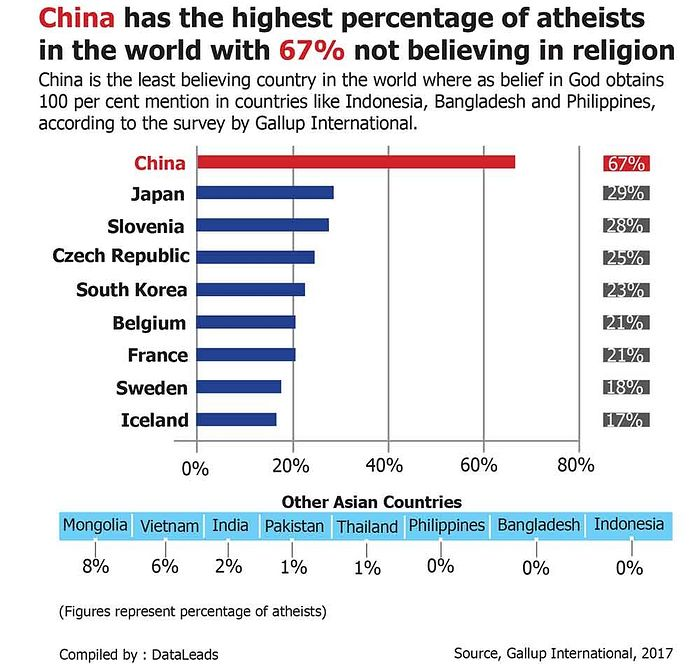 China has the highest percentage of atheists
in the world with 67% not believing in religion
China is the least believing country in the world where as belief in God obtains
100 per cent mention in countries like Indonesia, Bangladesh and Philippines,
according to the survey by Gallup International.
China 67%
Japan 29%
Slovenia 28%
Czech Republic 25%
South Korea 23%
Belgium 21%
France 21%
Sweden 18%
Iceland 17%
0% 20% 40% 60% 80%
Other Asian Countries
Mongolia Vietnam India Pakistan Thailand Philippines Bangladesh Indonesia
8% 6% 2% 1% 1% 0% 0% 0%
(Figures represent percentage of atheists)
Compiled by : DataLeads Source, Gallup International, 2017